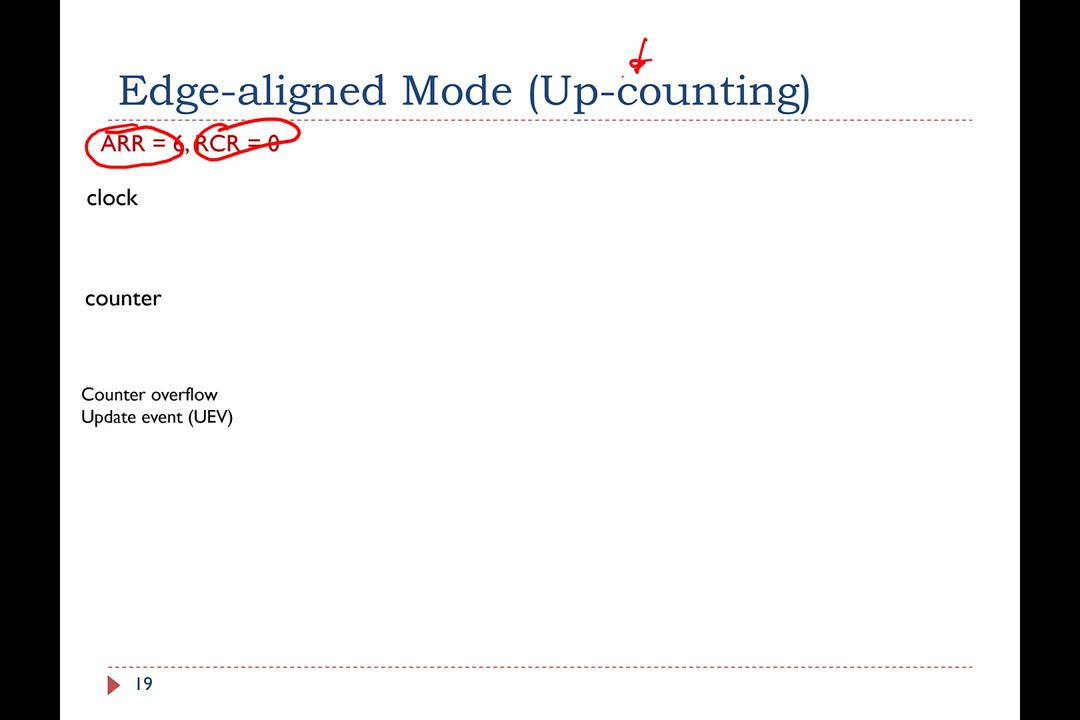 Edge-aligned Mode (Up-counting)
ARR = 6, RCR = 0
clock
counter
Counter overflow
Update event (UEV)
19